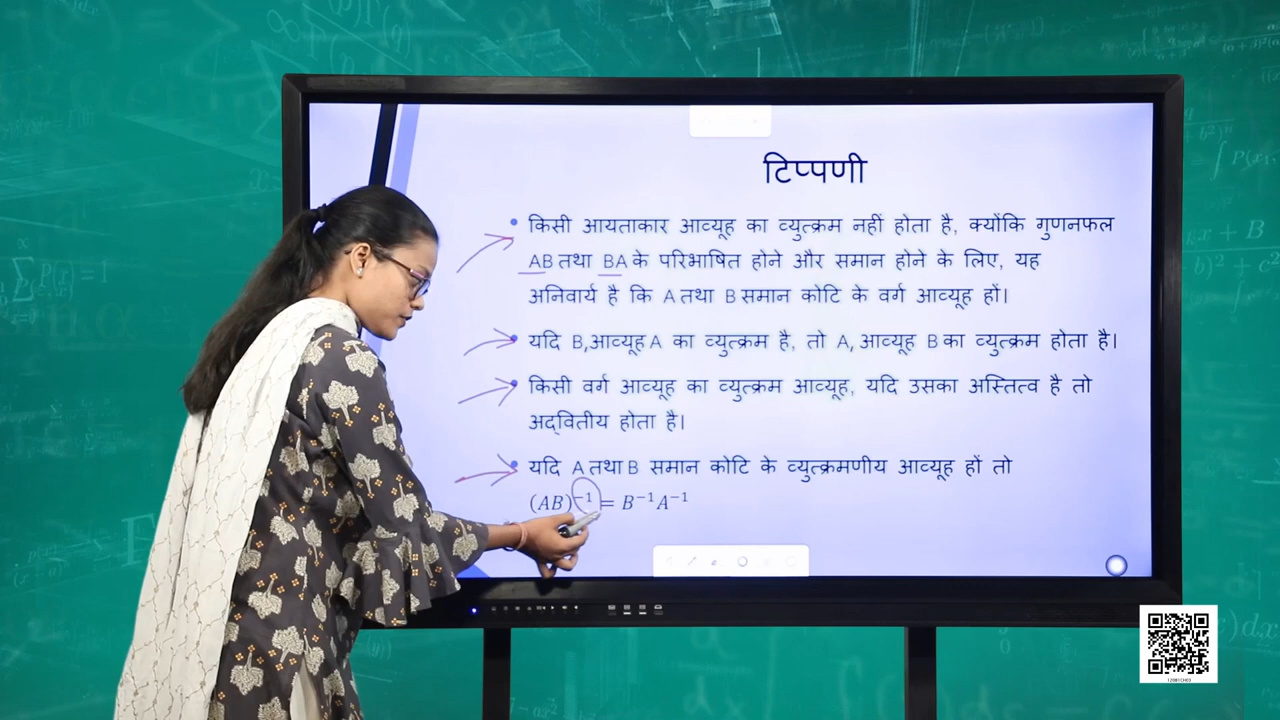 टिप्पणी
किसी आयताकार आव्यूह का व्युत्क्रम नहीं होता है, क्योंकि गुणनफल
AB तथा BA के परिभाषित होने और समान होने के लिए, यह
अनिवार्य है कि A तथा B समान कोटि के वर्ग आव्यूह हों।
यदि B,आव्यूह A का व्युत्क्रम है, तो A, आव्यूह B का व्युत्क्रम होता है।
किसी वर्ग आव्यूह का व्युत्क्रम आव्यूह, यदि उसका अस्तित्व है तो
अद्वितीय होता है।
यदि A तथा B समान कोटि के व्युत्क्रमणीय आव्यूह हों तो
(AB)⁻¹ = B⁻¹A⁻¹